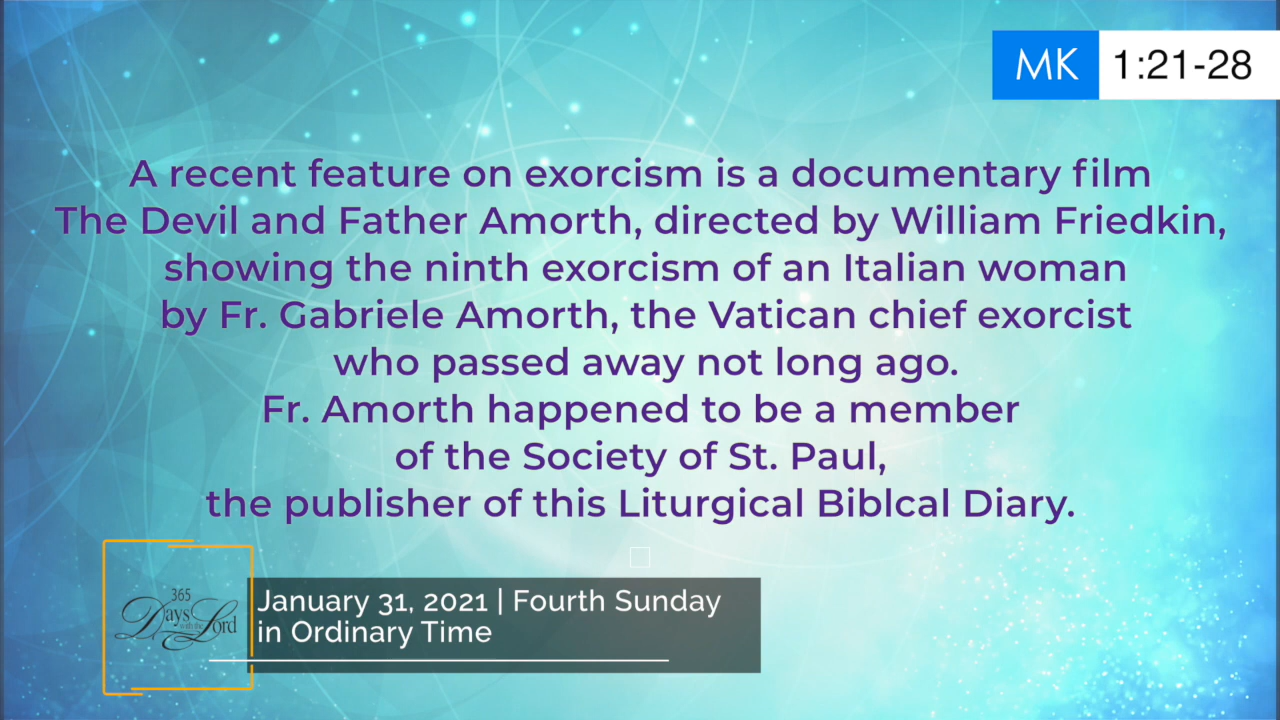 MK 1:21-28
A recent feature on exorcism is a documentary film
The Devil and Father Amorth, directed by William Friedkin,
showing the ninth exorcism of an Italian woman
by Fr. Gabriele Amorth, the Vatican chief exorcist
who passed away not long ago.
Fr. Amorth happened to be a member
of the Society of St. Paul,
the publisher of this Liturgical Biblcal Diary.
365
Days with the Lord
January 31, 2021 | Fourth Sunday
in Ordinary Time